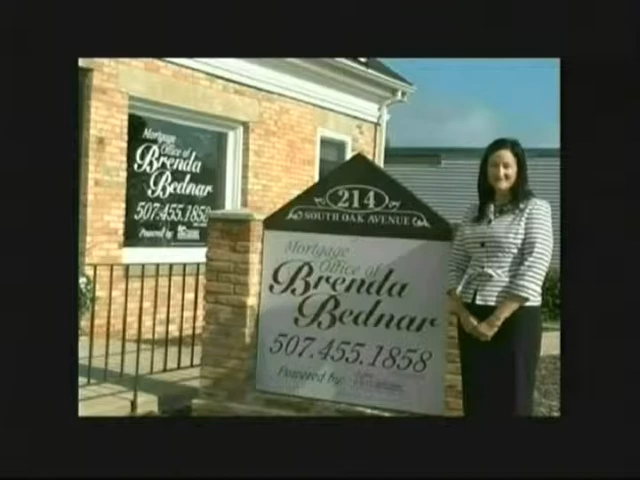 Mortgage
Office of
Brenda
Bednar
507.455.1858
Powered by:
214
SOUTH OAK AVENUE
Mortgage
Office of
Brenda
Bednar
507.455.1858
Powered by: